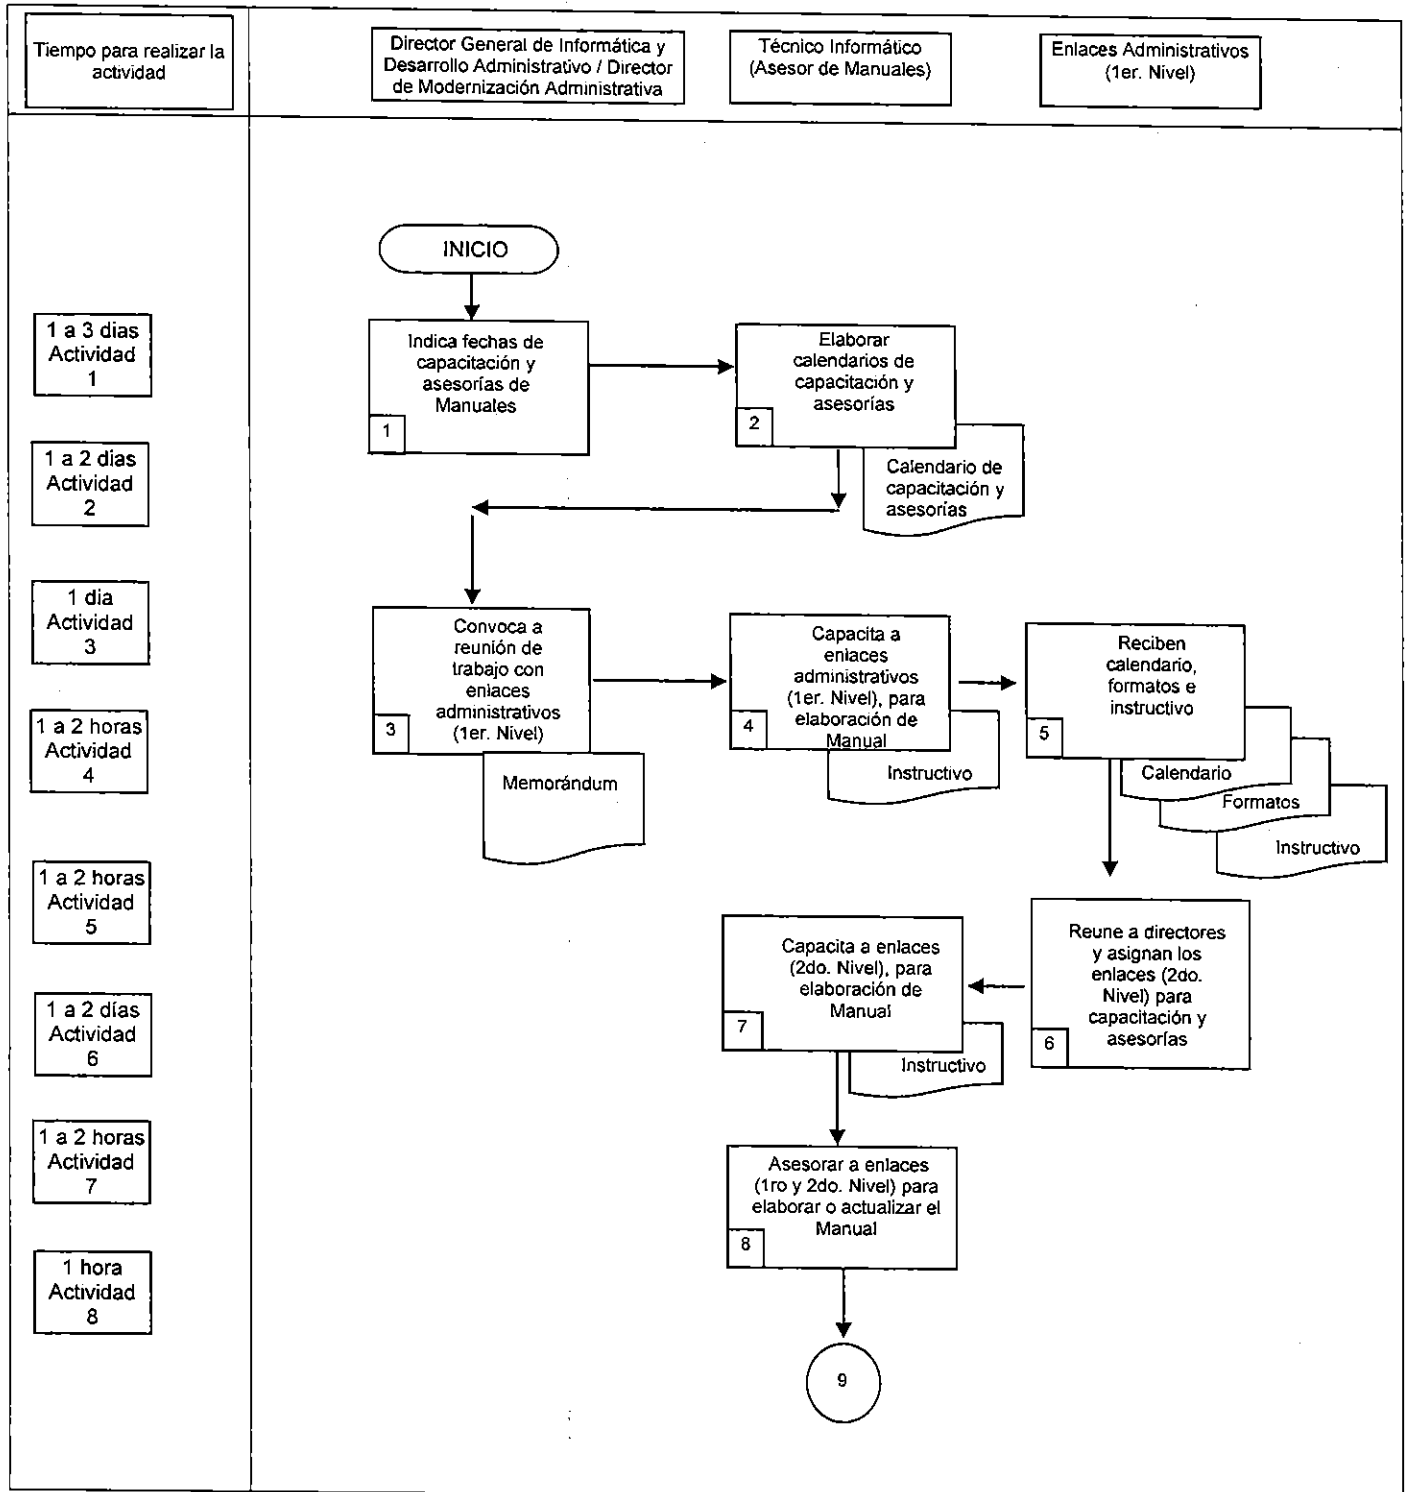 Tiempo para realizar la
actividad
Director General de Informática y
Desarrollo Administrativo / Director
de Modernización Administrativa
Técnico Informático
(Asesor de Manuales)
Enlaces Administrativos
(1er. Nivel)
INICIO
1 a 3 dias
Actividad
1
Indica fechas de
capacitación y
asesorías de
Manuales
1
Elaborar
calendarios de
capacitación y
asesorías
2
Calendario de
capacitación y
asesorías
1 a 2 días
Actividad
2
1 dia
Actividad
3
Convoca a
reunión de
trabajo con
enlaces
administrativos
(1er. Nivel)
3
Memorándum
Capacita a
enlaces
administrativos
(1er. Nivel), para
elaboración de
Manual
4
Instructivo
Reciben
calendario,
formatos e
instructivo
5
Calendario
Formatos
Instructivo
1 a 2 horas
Actividad
4
1 a 2 horas
Actividad
5
Reune a directores
y asignan los
enlaces (2do.
Nivel) para
capacitación y
asesorías
6
Capacita a enlaces
(2do. Nivel), para
elaboración de
Manual
7
Instructivo
1 a 2 días
Actividad
6
1 a 2 horas
Actividad
7
Asesorar a enlaces
(1ro y 2do. Nivel) para
elaborar o actualizar el
Manual
8
1 hora
Actividad
8
9